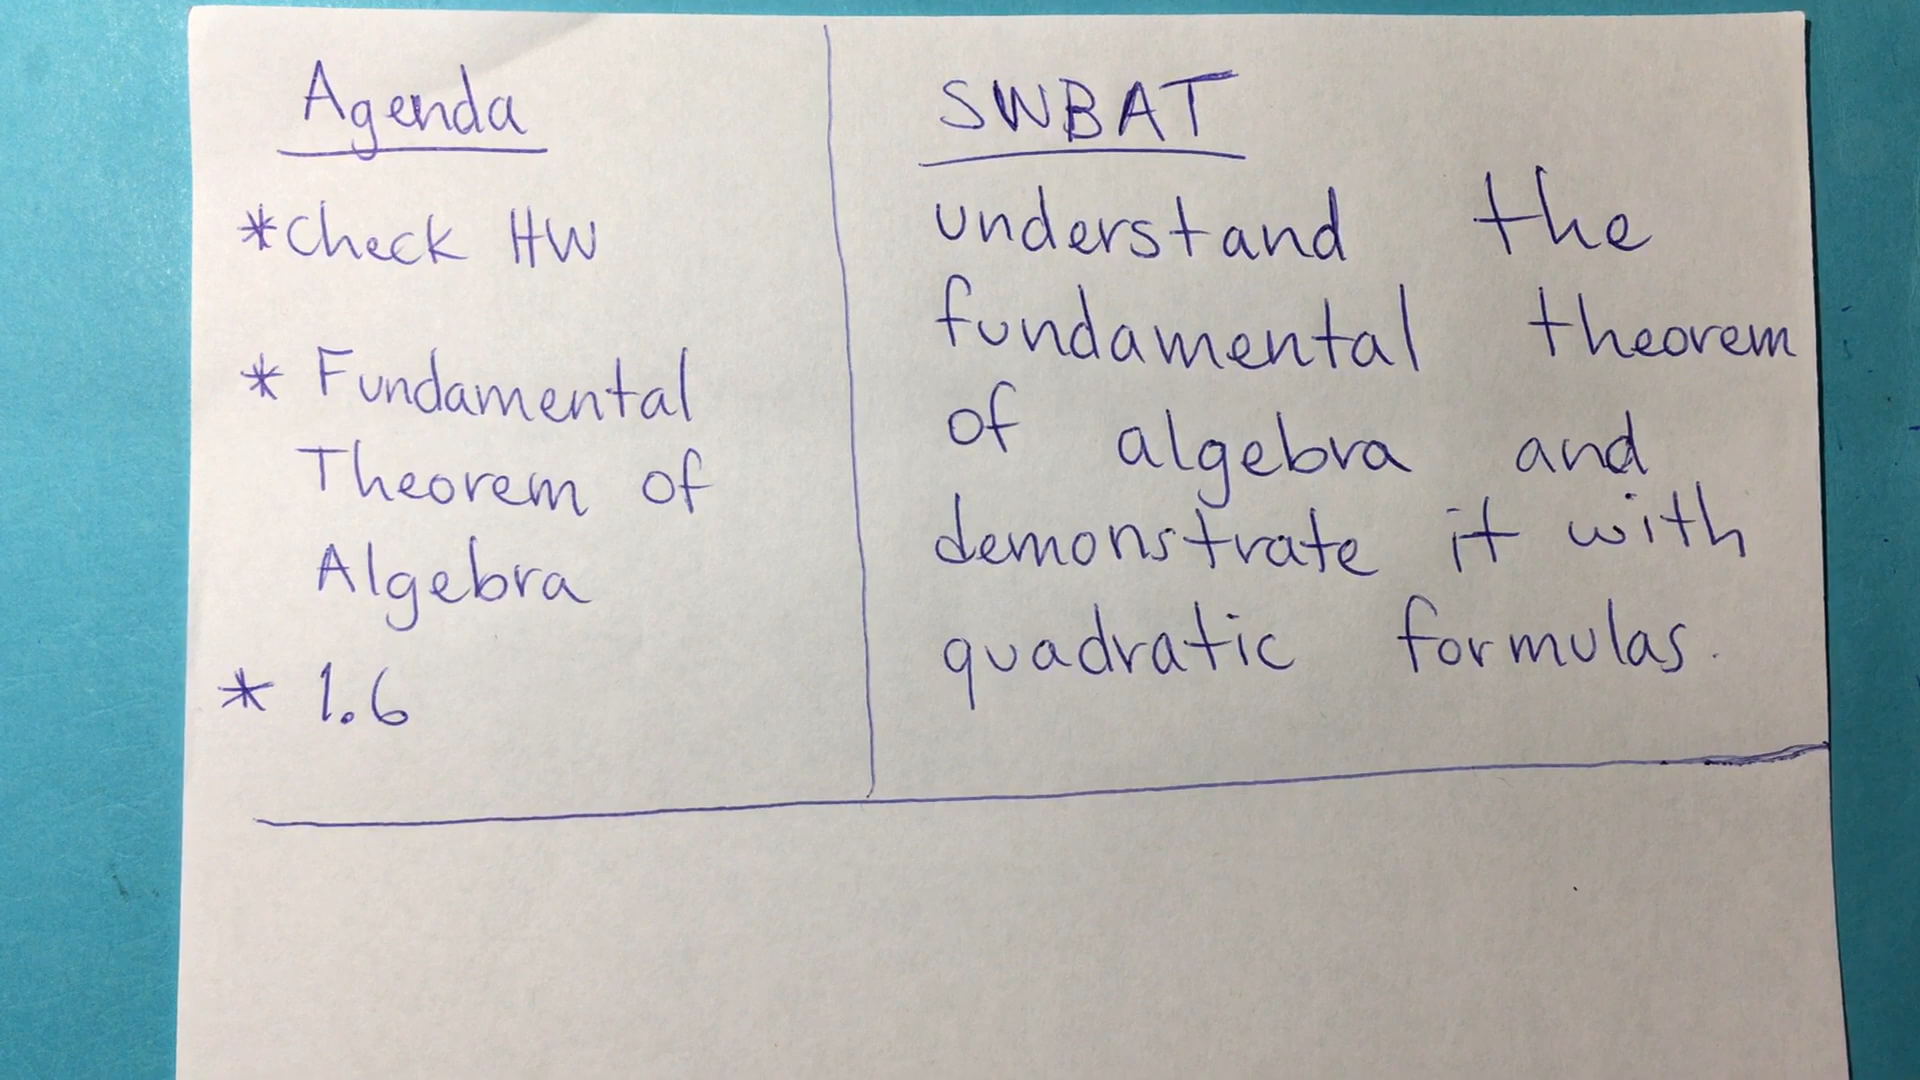 Agenda
*Check HW
* Fundamental
Theorem of
Algebra
* 1.6
SWBAT
understand the
fundamental theorem
of algebra and
demonstrate it with
quadratic formulas.